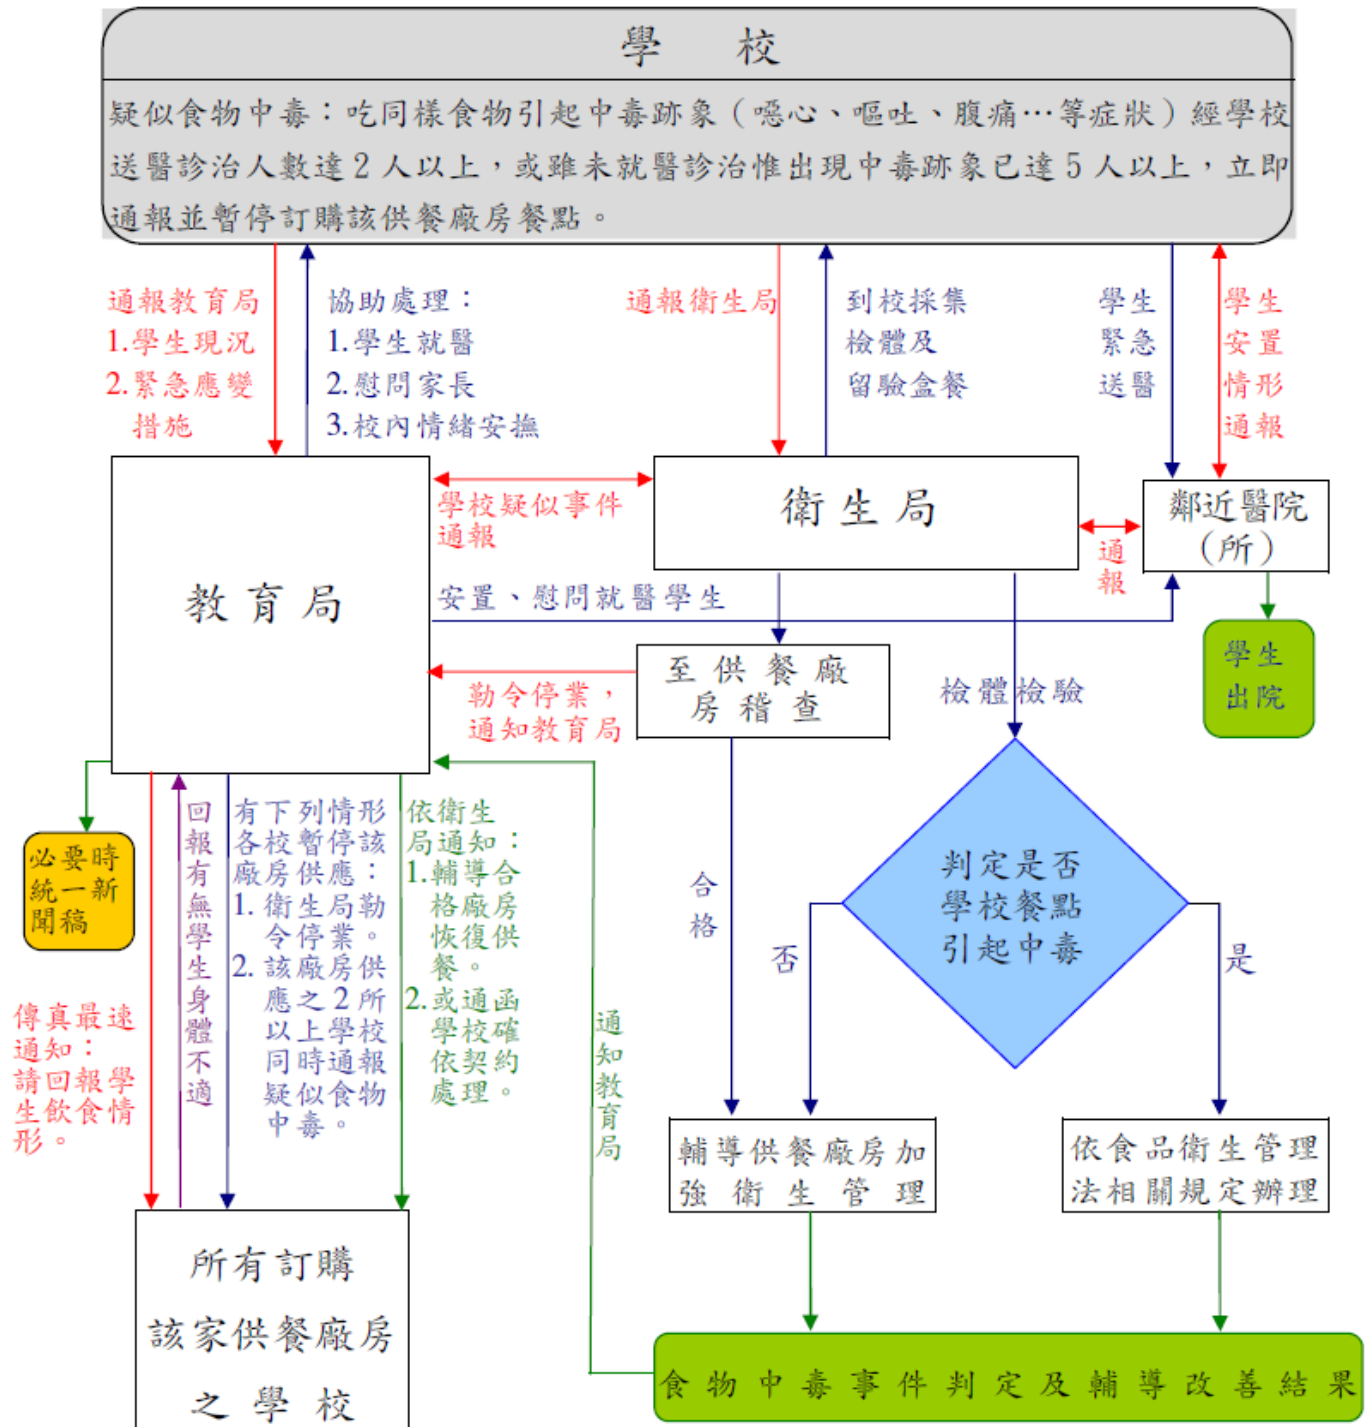 學校
疑似食物中毒：吃同樣食物引起中毒跡象（噁心、嘔吐、腹痛…等症狀）經學校
送醫診治人數達2人以上，或雖未就醫診治惟出現中毒跡象已達5人以上，立即
通報並暫停訂購該供餐廠房餐點。
通報教育局
1.學生現況
2.緊急應變
措施
協助處理：
1.學生就醫
2.慰問家長
3.校內情緒安撫
通報衛生局
到校採集
檢體及
留驗盒餐
學生
緊急
送醫
學生
安置
情形
通報
教育局
學校疑似事件
通報
衛生局
通
報
鄰近醫院
（所）
安置、慰問就醫學生
至供餐廠
房稽查
勒令停業，
通知教育局
檢體檢驗
學生
出院
必要時
統一新
聞稿
傳真最速
通知：
請回報學
生飲食情
形。
回
報
有
無
學
生
身
體
不
適
有下列情形
各校暫停該
廠房供應：
1. 衛生局勒
令停業。
2. 該廠房供
應之2所
以上學校
同時通報
疑似食物
中毒。
依衛生
局通知：
1.輔導合
格廠房
恢復供
餐。
2.或通函
學校確
依契約
處理。
通
知
教
育
局
合
格
否
判定是否
學校餐點
引起中毒
是
輔導供餐廠房加
強衛生管理
依食品衛生管理
法相關規定辦理
所有訂購
該家供餐廠房
之學校
食物中毒事件判定及輔導改善結果